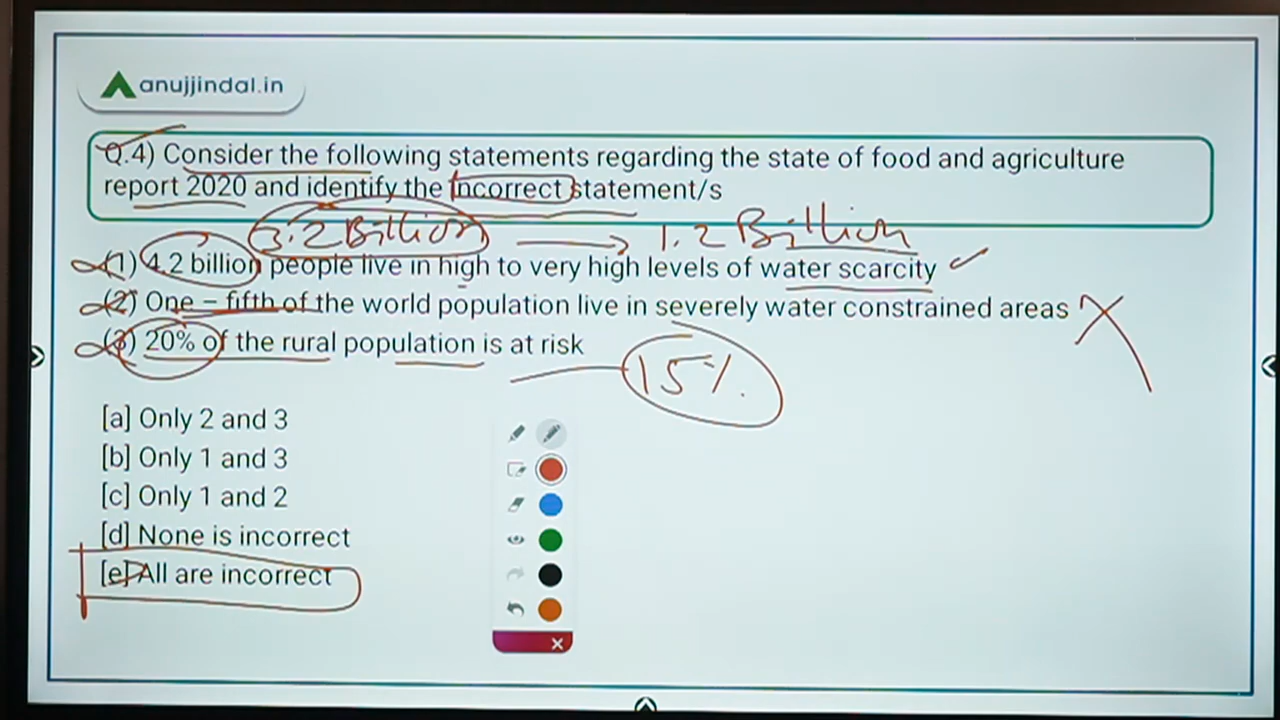 anujjindal.in
Q.4) Consider the following statements regarding the state of food and agriculture
report 2020 and identify the Incorrect statement/s
3.2 Billion 1.2 Billion
(1) 4.2 billion people live in high to very high levels of water scarcity
(2) One – fifth of the world population live in severely water constrained areas
(3) 20% of the rural population is at risk
15%
[a] Only 2 and 3
[b] Only 1 and 3
[c] Only 1 and 2
[d] None is incorrect
[e] All are incorrect